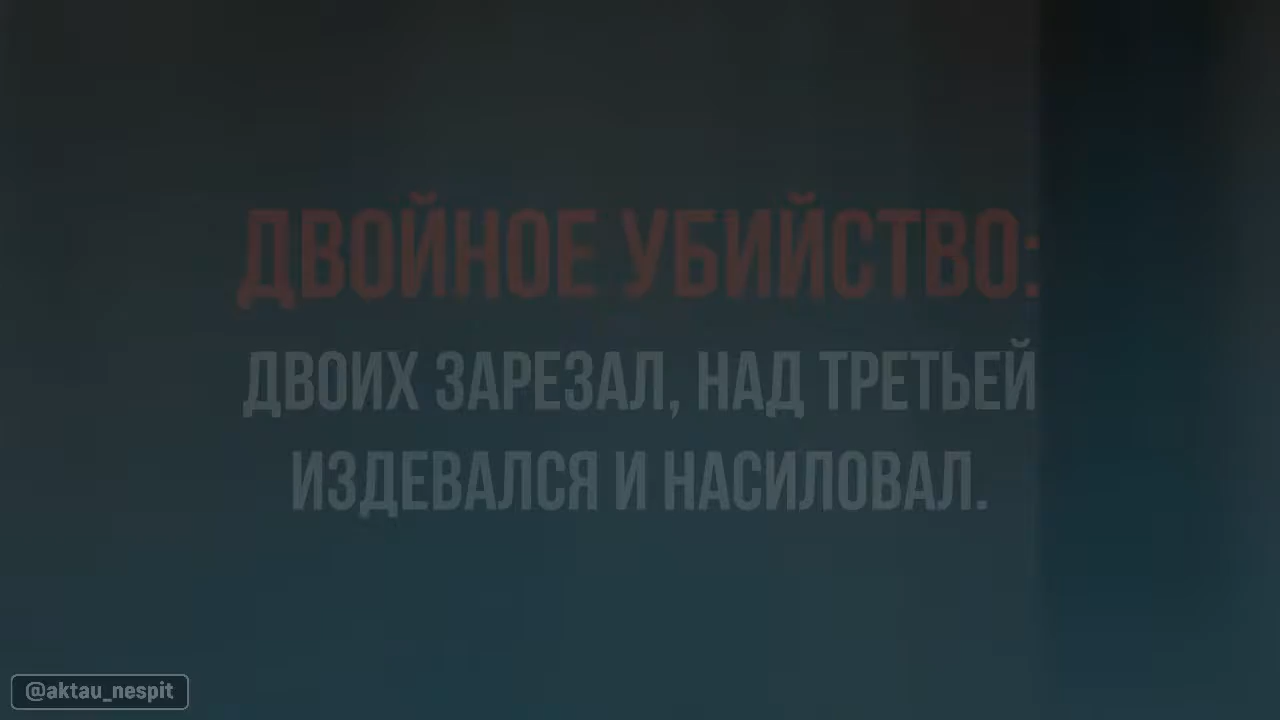 ДВОЙНОЕ УБИЙСТВО:
ДВОИХ ЗАРЕЗАЛ, НАД ТРЕТЬЕЙ
ИЗДЕВАЛСЯ И НАСИЛОВАЛ.
@aktau_nespit